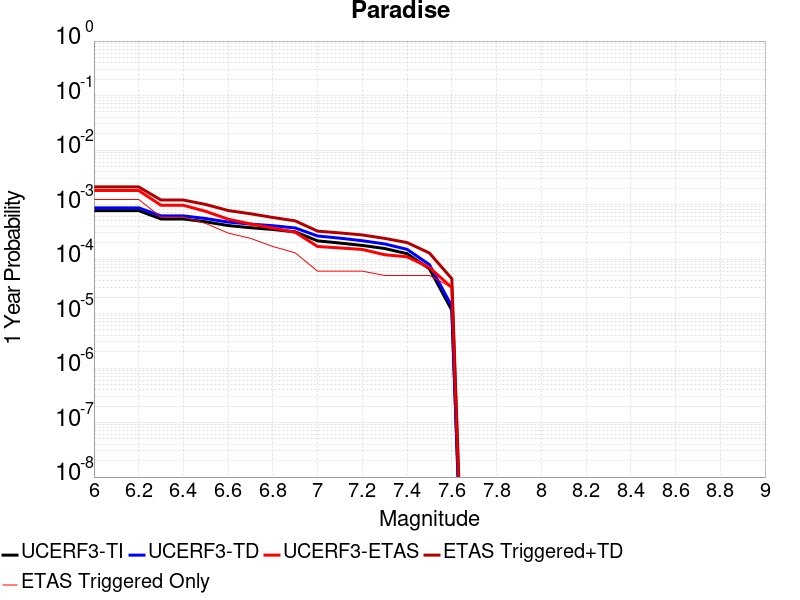 Paradise
1 Year Probability
10^0
10^-1
10^-2
10^-3
10^-4
10^-5
10^-6
10^-7
10^-8
6 6.2 6.4 6.6 6.8 7 7.2 7.4 7.6 7.8 8 8.2 8.4 8.6 8.8 9
Magnitude
UCERF3-TI UCERF3-TD UCERF3-ETAS ETAS Triggered+TD
ETAS Triggered Only